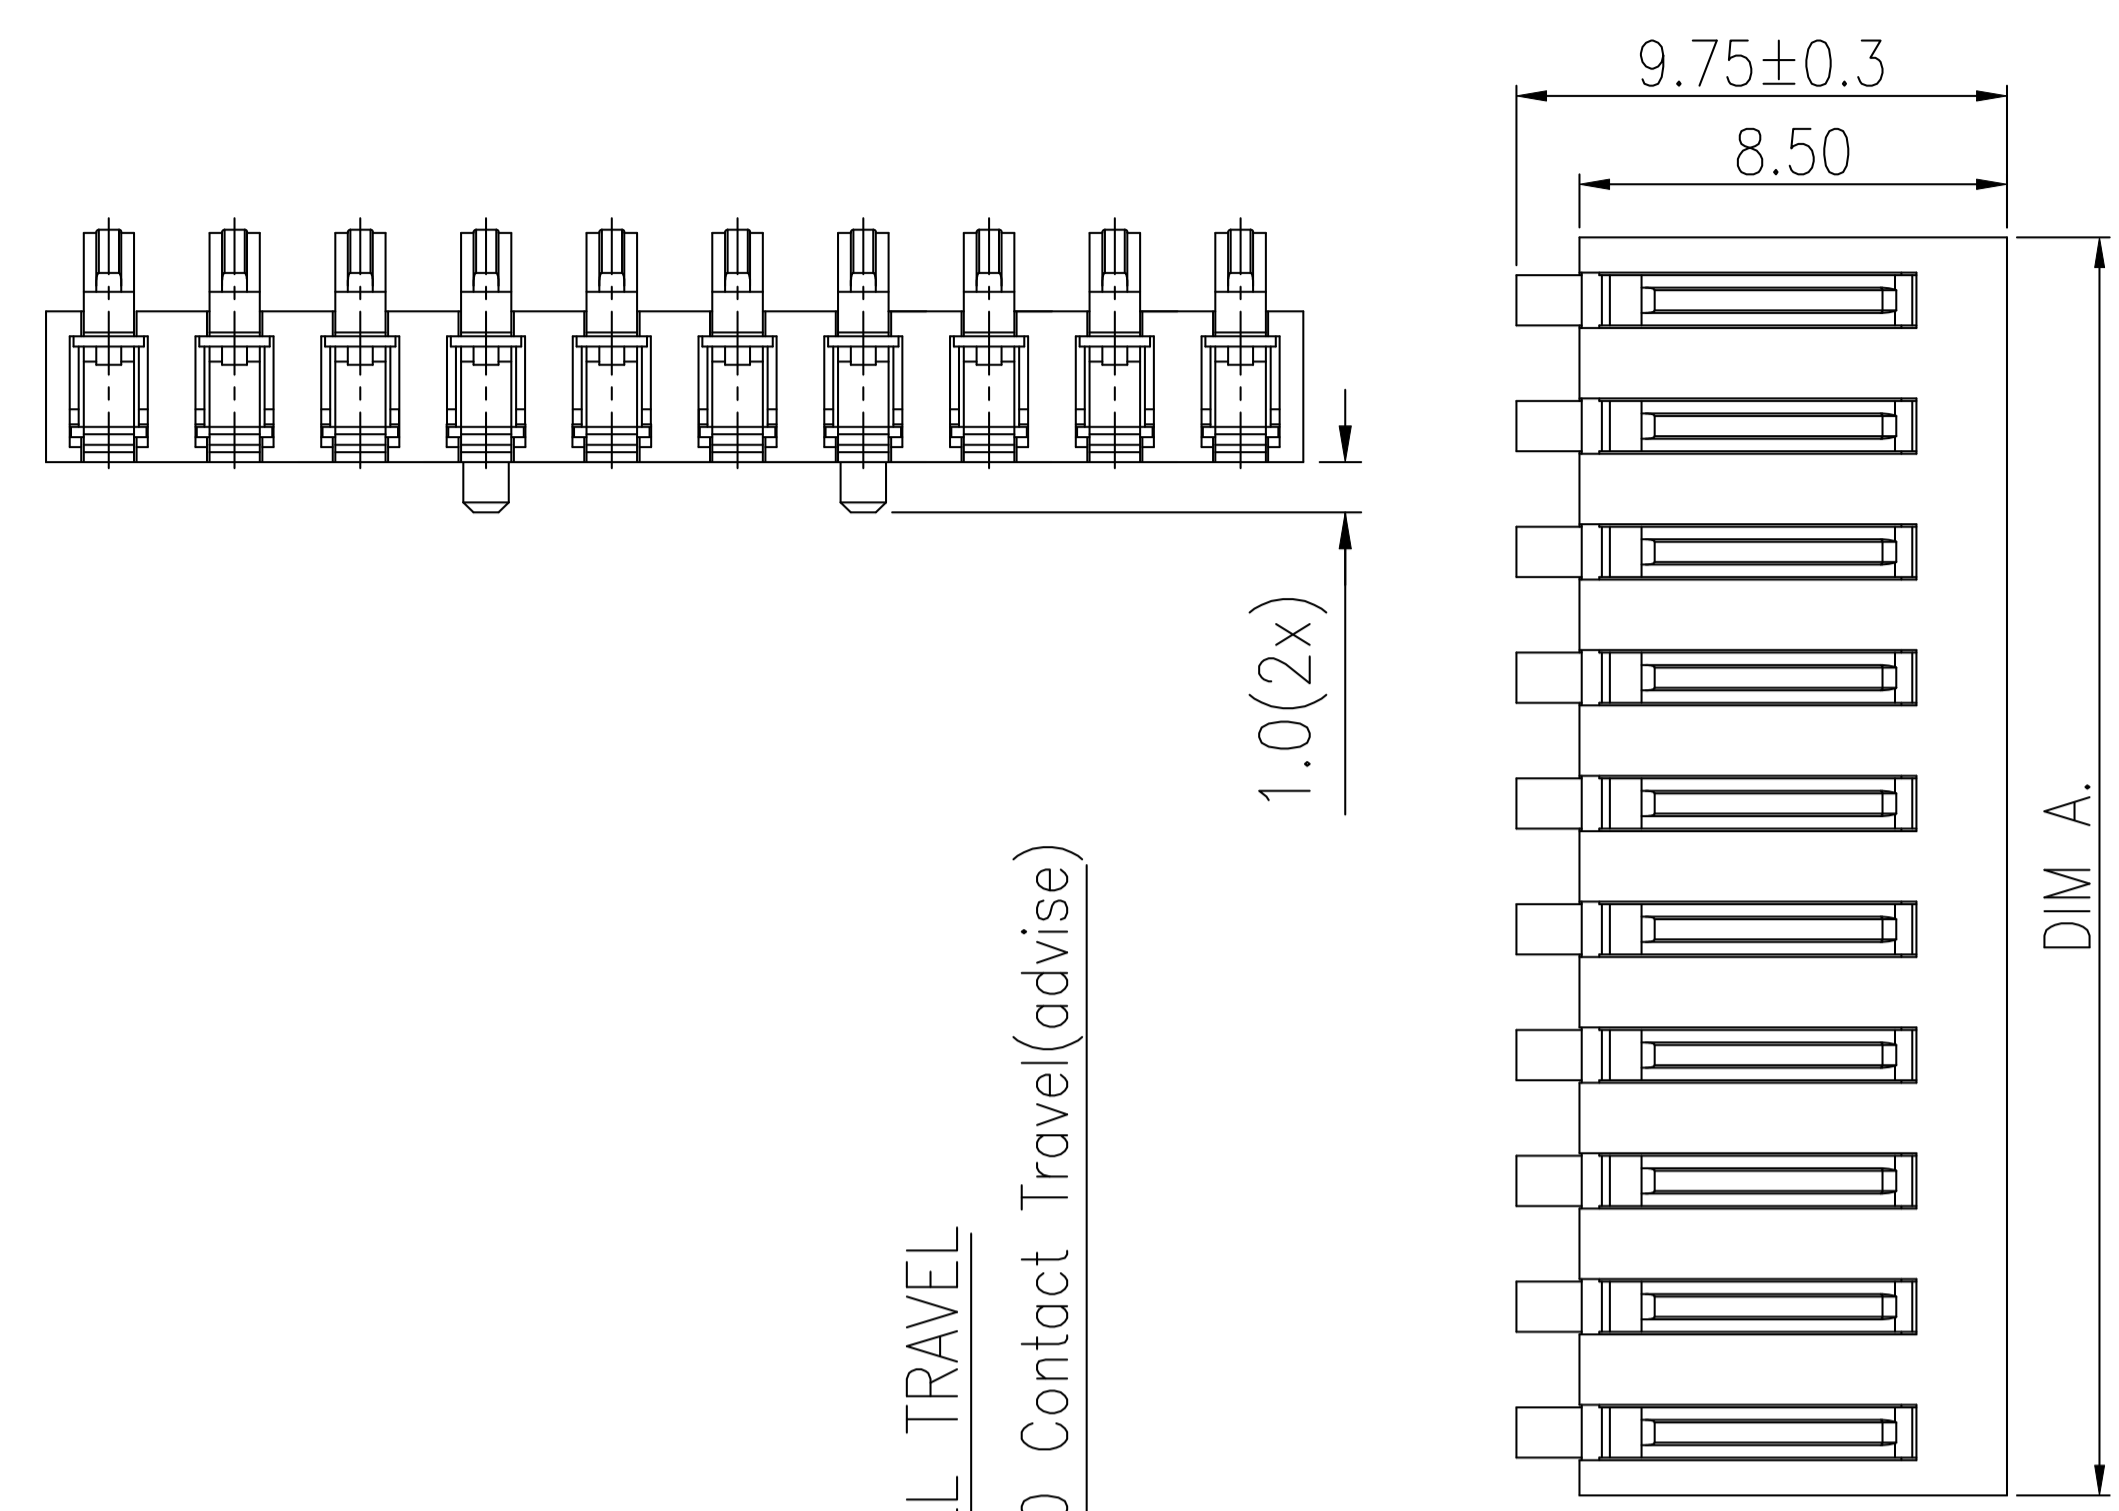 9.75±0.3
8.50
1.0(2x)
DIM A.
TRAVEL
Contact Travel(advise)